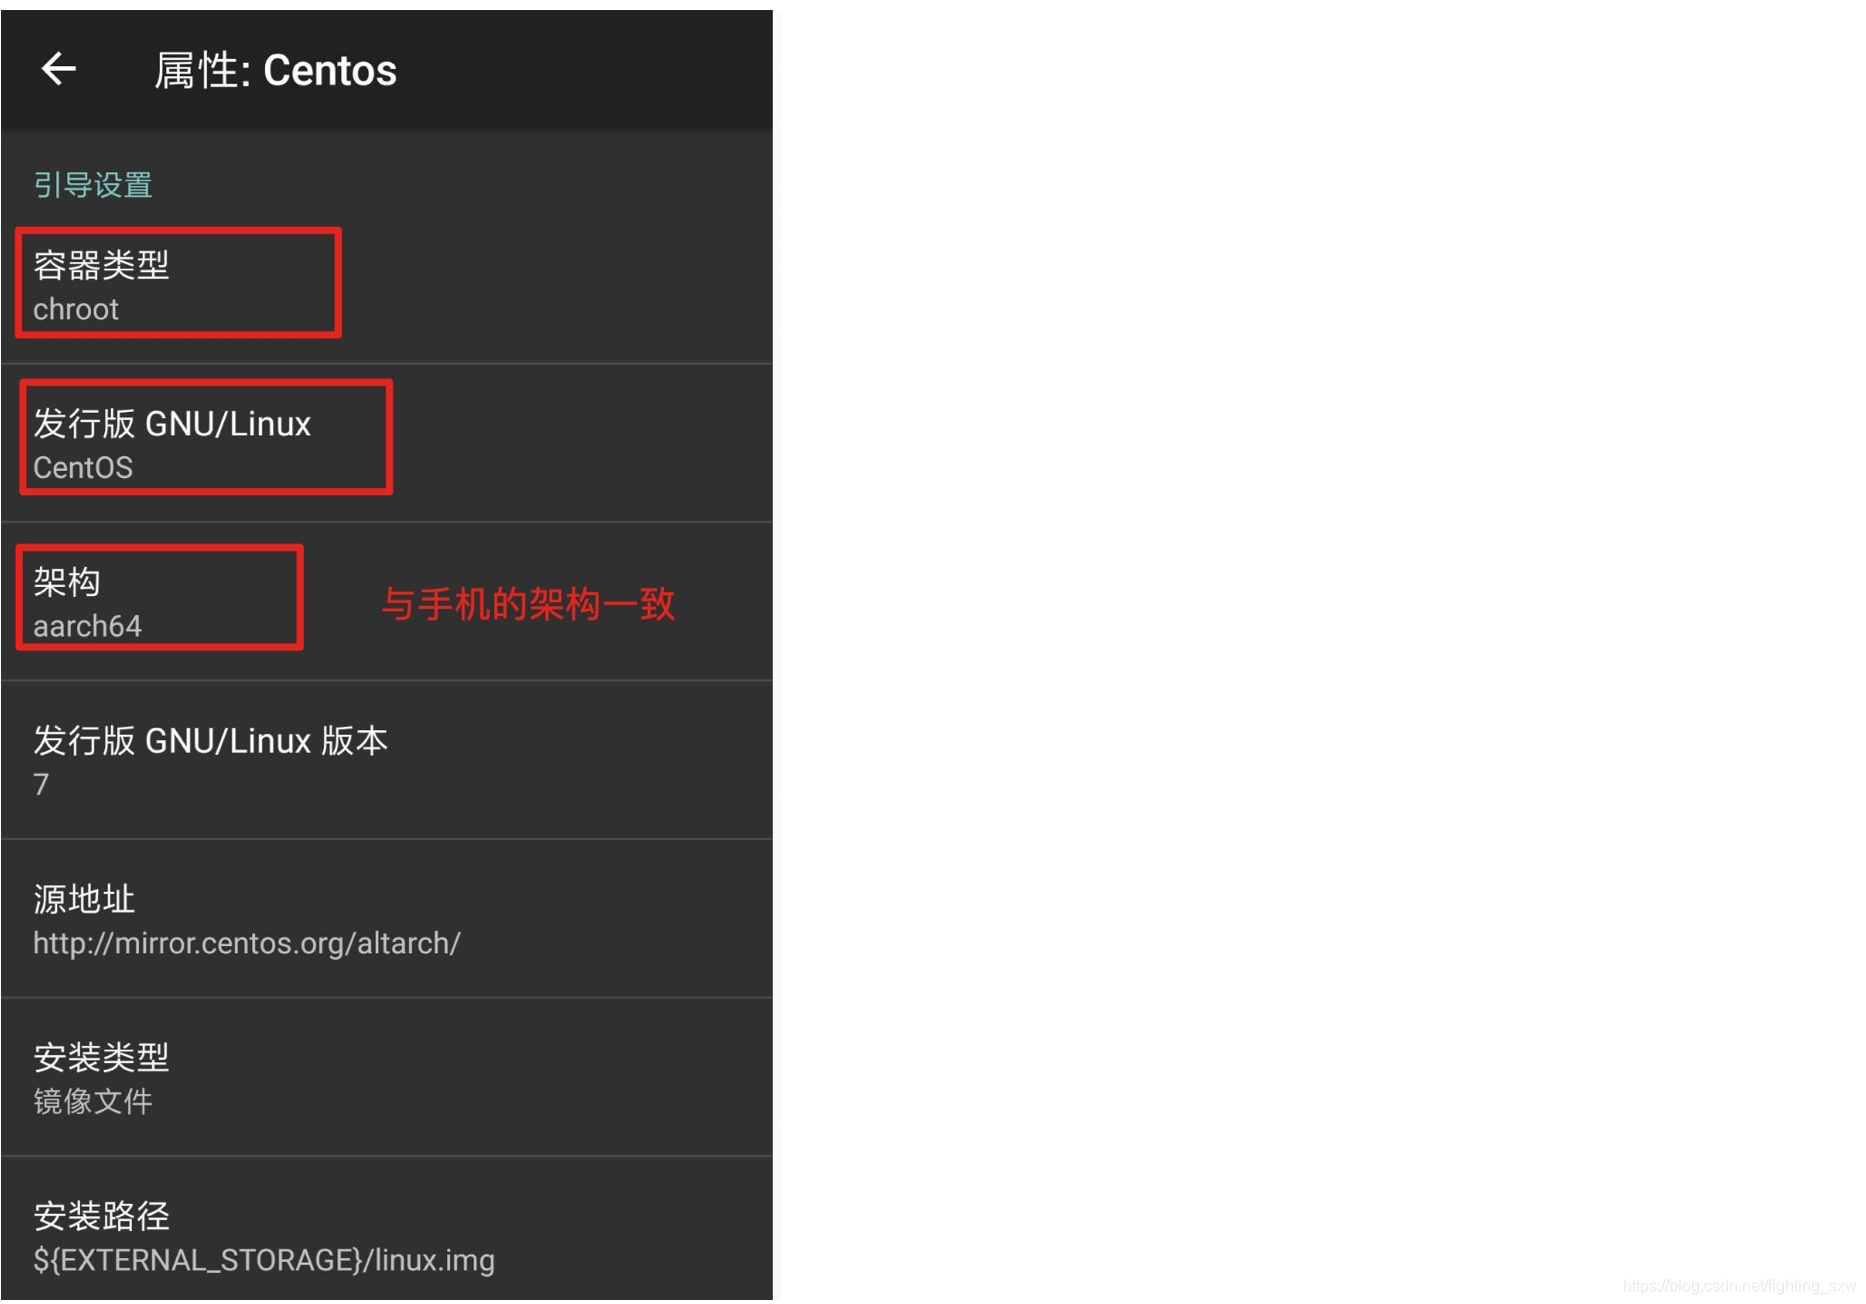 属性: Centos
引导设置
容器类型
chroot
发行版 GNU/Linux
CentOS
架构
aarch64
与手机的架构一致
发行版 GNU/Linux 版本
7
源地址
http://mirror.centos.org/altarch/
安装类型
镜像文件
安装路径
${EXTERNAL_STORAGE}/linux.img
https://blog.csdn.net/fighting_sxw